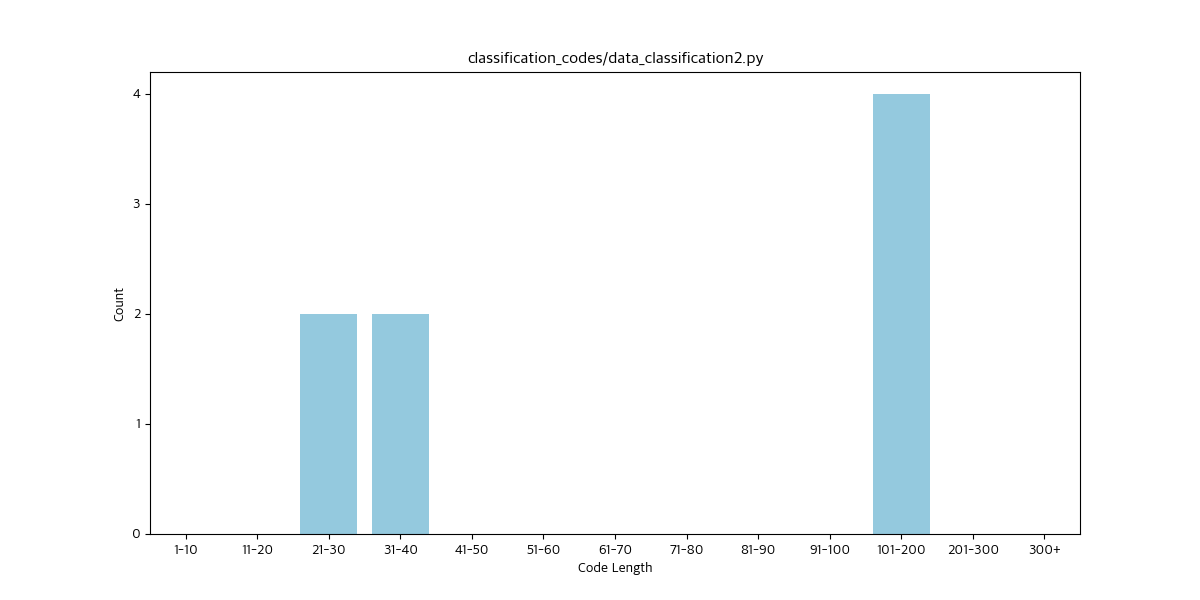 classification_codes/data_classification2.py
4
3
2
1
0
Count
1-10 11-20 21-30 31-40 41-50 51-60 61-70 71-80 81-90 91-100 101-200 201-300 300+
Code Length